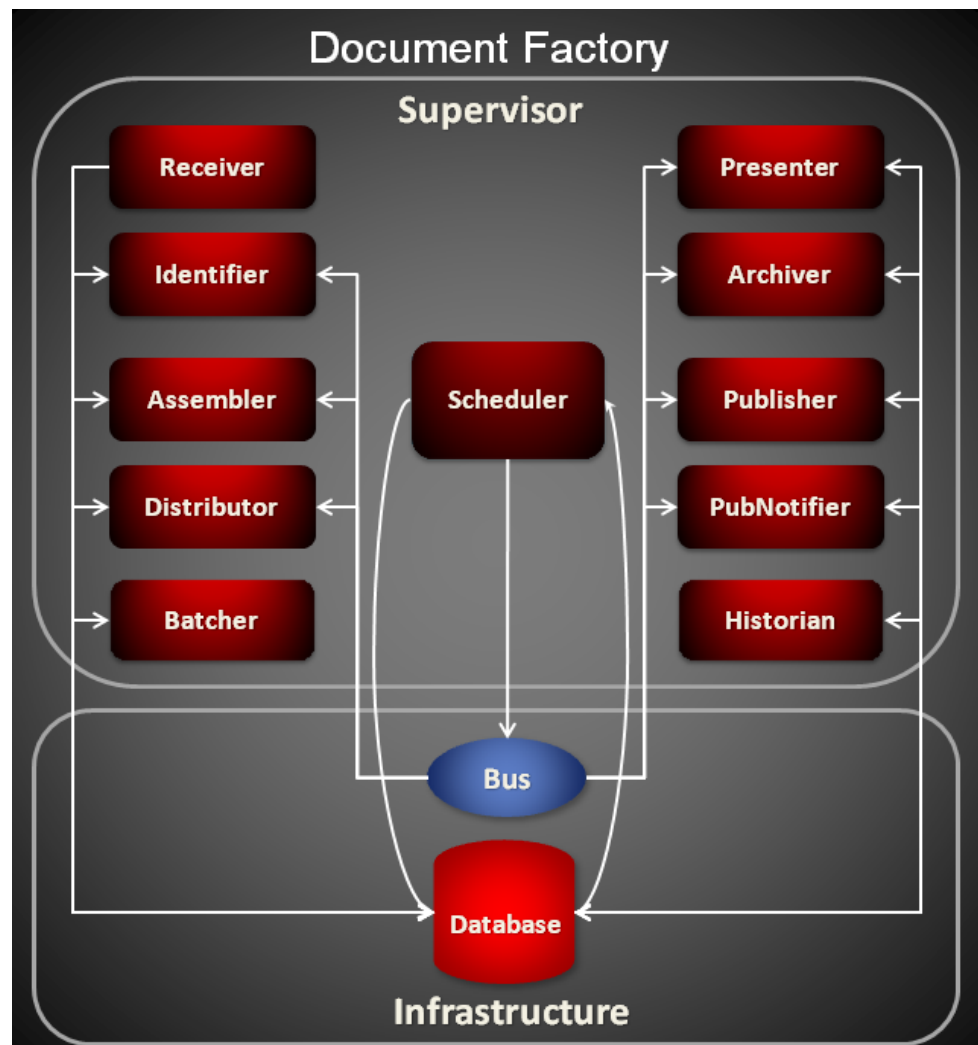 Document Factory
Supervisor
Receiver
Presenter
Identifier
Archiver
Assembler
Scheduler
Publisher
Distributor
PubNotifier
Batcher
Historian
Bus
Database
Infrastructure